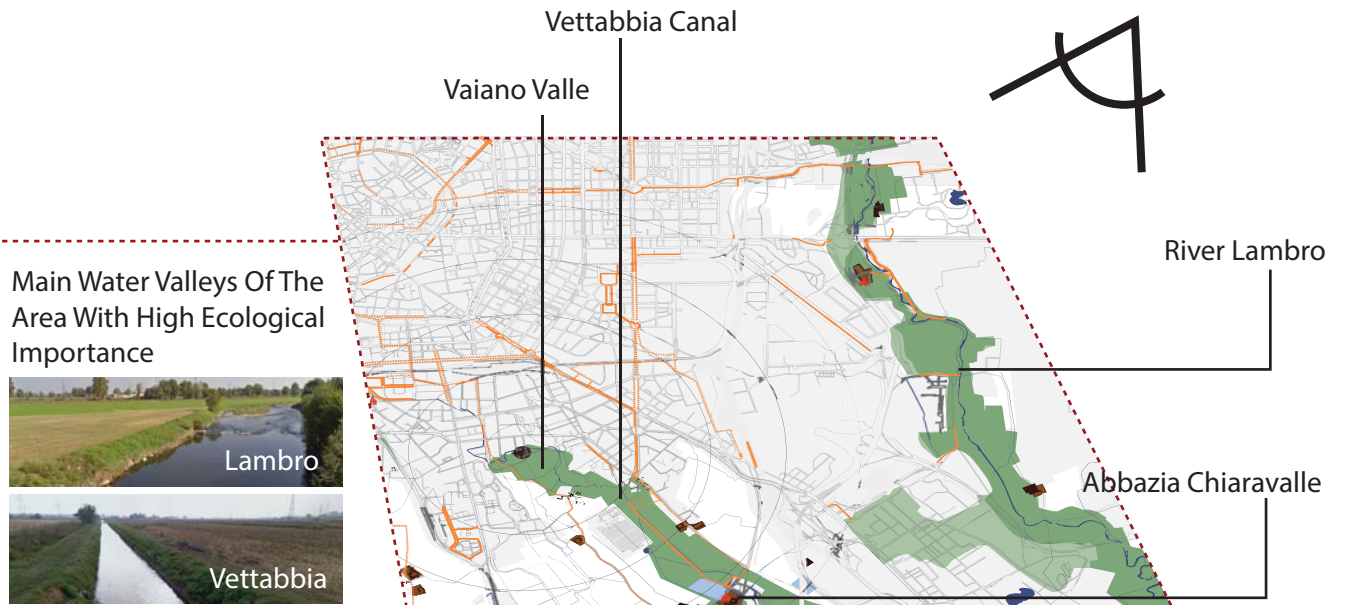 Vettabbia Canal
Vaiano Valle
River Lambro
Main Water Valleys Of The
Area With High Ecological
Importance
Lambro
Abbazia Chiaravalle
Vettabbia